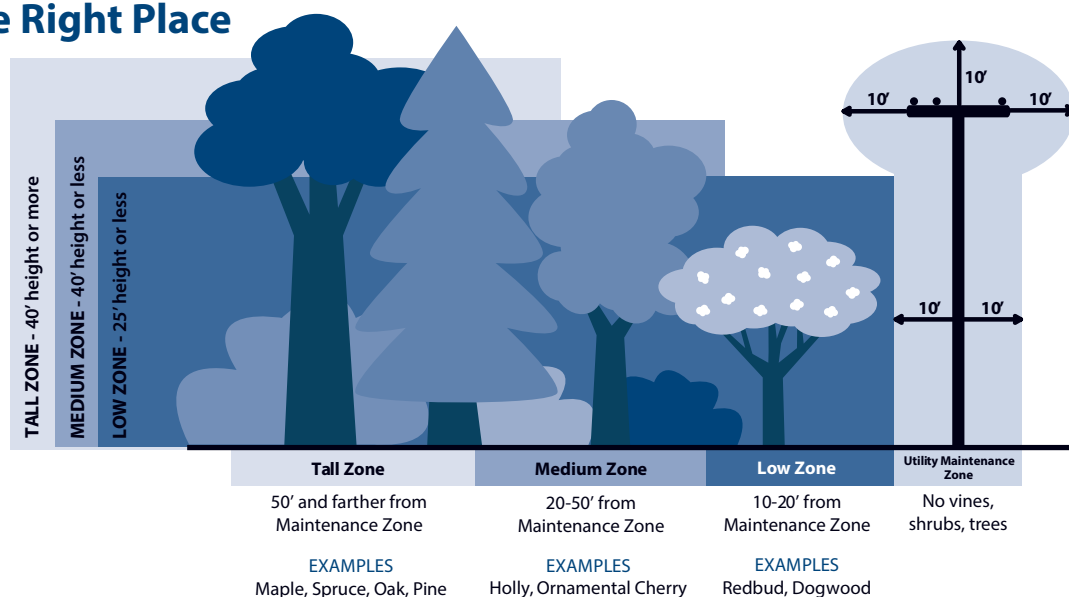 e Right Place
10′
10′
10′
TALL ZONE - 40′ height or more
MEDIUM ZONE - 40′ height or less
LOW ZONE - 25′ height or less
10′
10′
Tall Zone
50′ and farther from
Maintenance Zone
EXAMPLES
Maple, Spruce, Oak, Pine
Medium Zone
20-50′ from
Maintenance Zone
EXAMPLES
Holly, Ornamental Cherry
Low Zone
10-20′ from
Maintenance Zone
EXAMPLES
Redbud, Dogwood
Utility Maintenance
Zone
No vines,
shrubs, trees